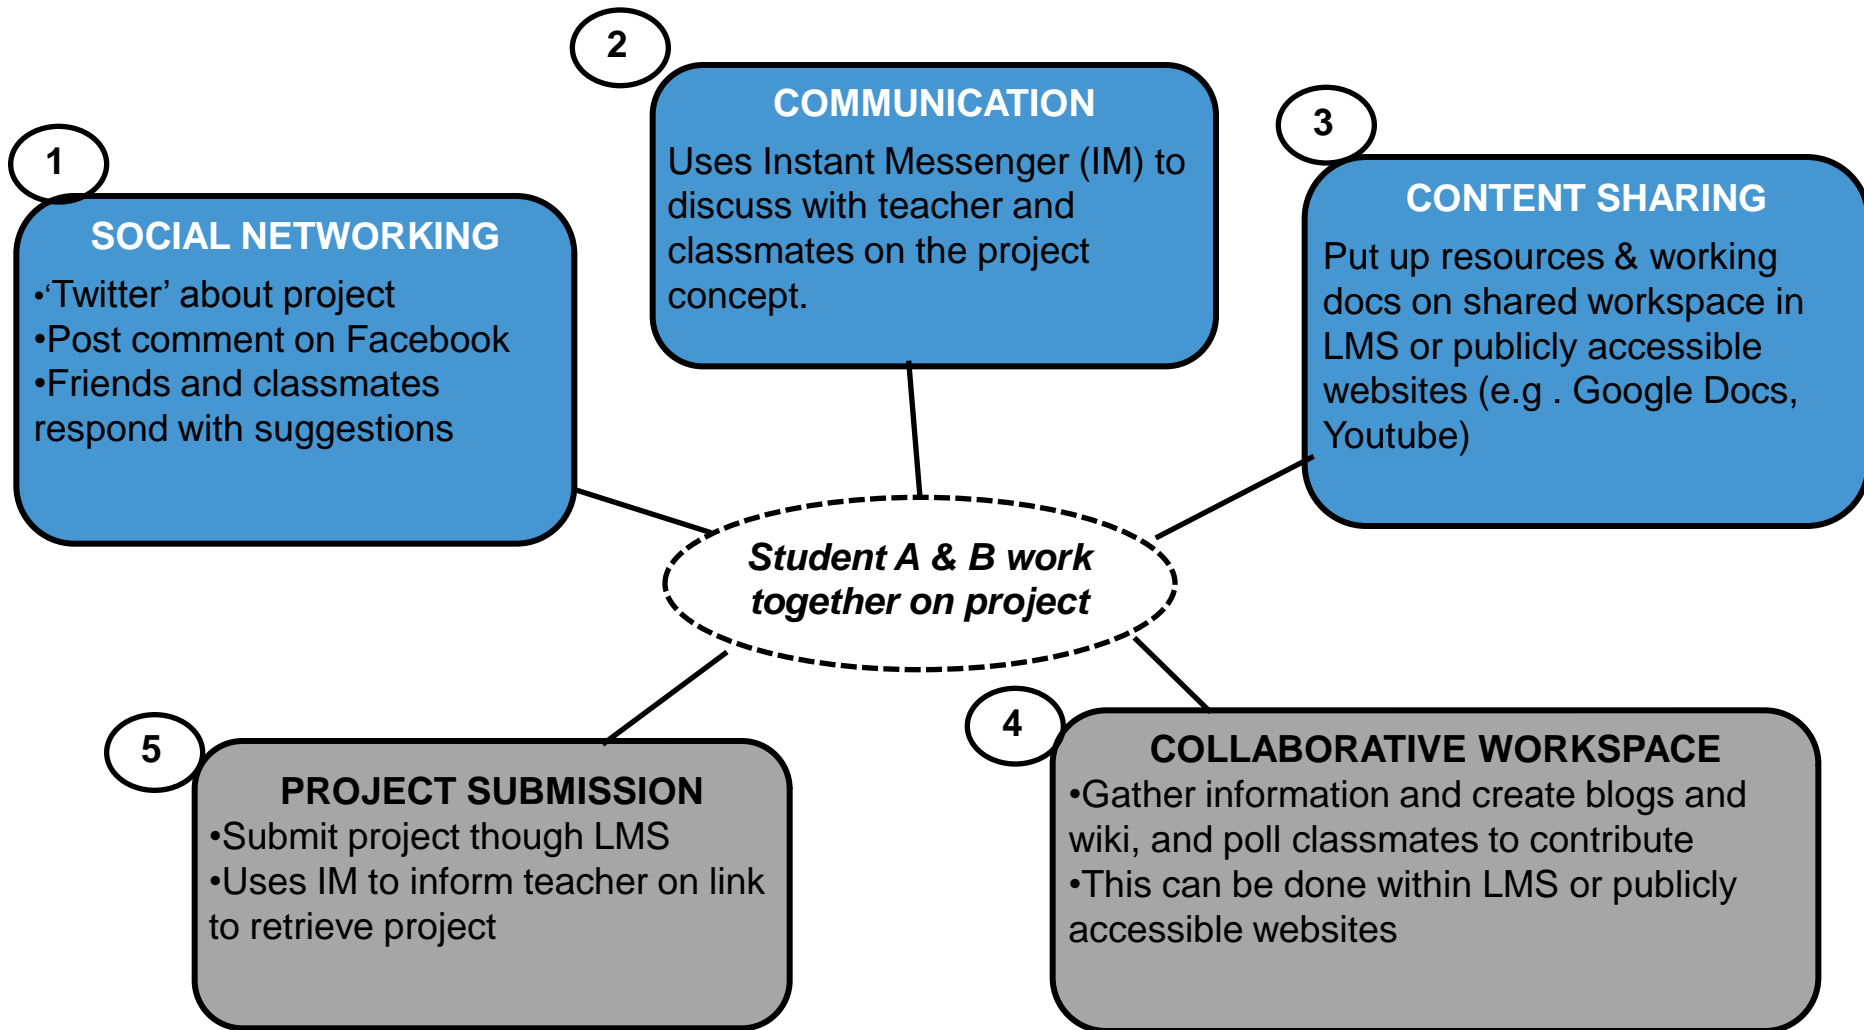 1
SOCIAL NETWORKING
•‘Twitter’ about project
•Post comment on Facebook
•Friends and classmates
respond with suggestions
2
COMMUNICATION
Uses Instant Messenger (IM) to
discuss with teacher and
classmates on the project
concept.
3
CONTENT SHARING
Put up resources & working
docs on shared workspace in
LMS or publicly accessible
websites (e.g . Google Docs,
Youtube)
Student A & B work
together on project
4
COLLABORATIVE WORKSPACE
•Gather information and create blogs and
wiki, and poll classmates to contribute
•This can be done within LMS or publicly
accessible websites
5
PROJECT SUBMISSION
•Submit project though LMS
•Uses IM to inform teacher on link
to retrieve project